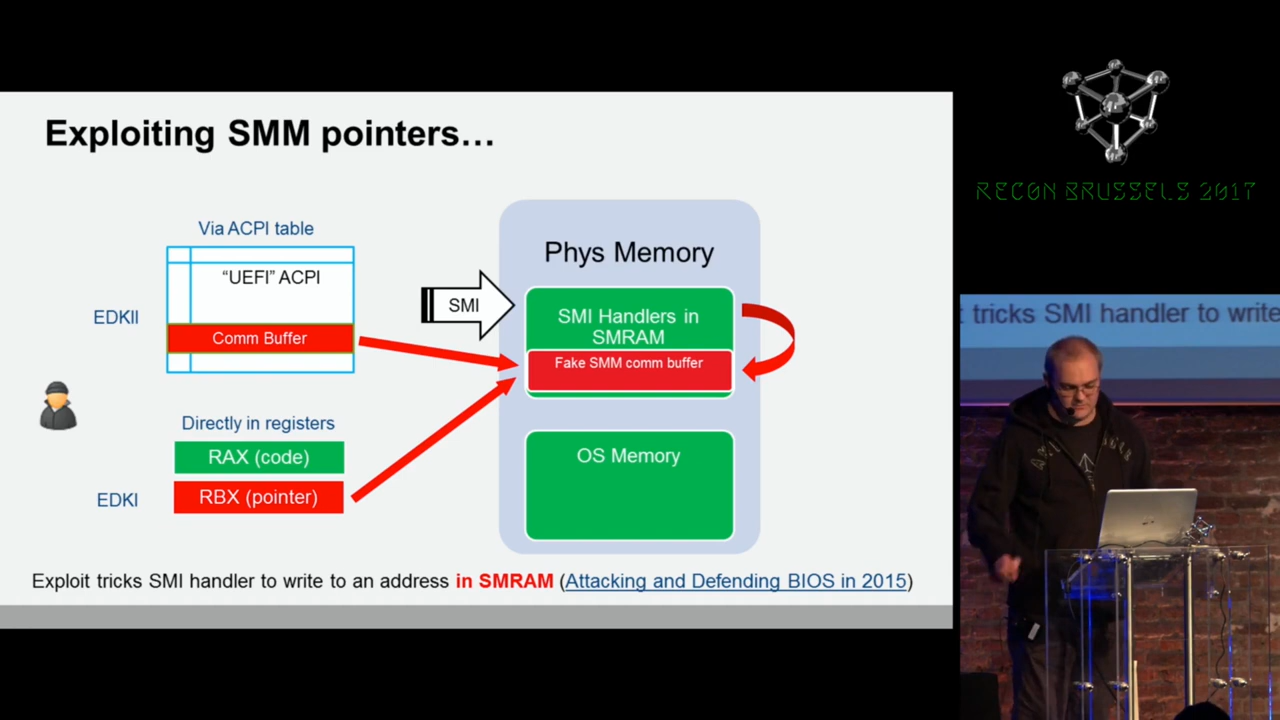 Exploiting SMM pointers…
Via ACPI table
“UEFI” ACPI
EDKII
Comm Buffer
Directly in registers
RAX (code)
EDKI
RBX (pointer)
SMI
Phys Memory
SMI Handlers in
SMRAM
Fake SMM comm buffer
OS Memory
Exploit tricks SMI handler to write to an address in SMRAM (Attacking and Defending BIOS in 2015)
RECON BRUSSELS 2017
tricks SMI handler to write